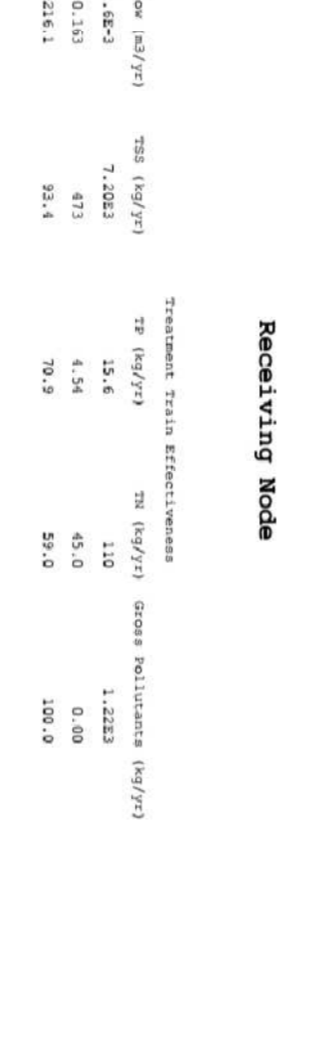 Receiving Node
Treatment Train Effectiveness
ow (m3/yr) TSS (kg/yr) TP (kg/yr) TN (kg/yr) Gross Pollutants (kg/yr)
.6E-3 7.20E3 15.6 110 1.22E3
0.163 473 4.54 45.0 0.00
216.1 93.4 70.9 59.0 100.0